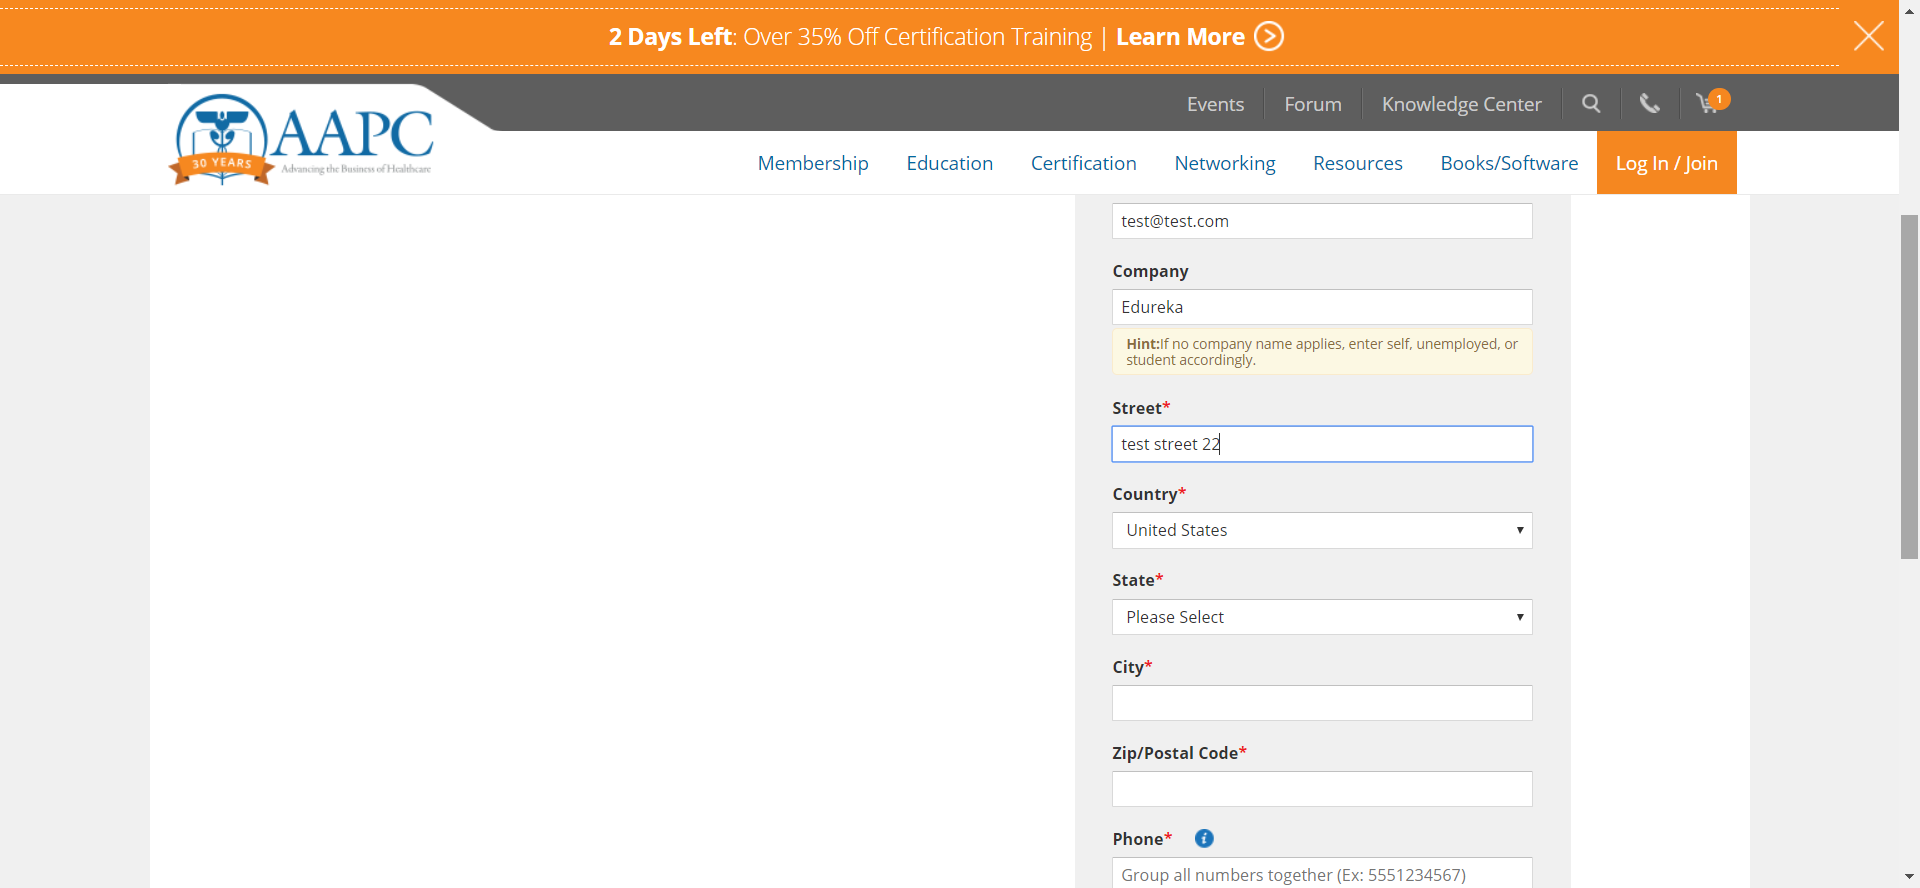 2 Days Left: Over 35% Off Certification Training | Learn More
Events
Forum
Knowledge Center
1
30 YEARS
AAPC
Advancing the Business of Healthcare
Membership
Education
Certification
Networking
Resources
Books/Software
Log In / Join
test@test.com
Company
Edureka
Hint:If no company name applies, enter self, unemployed, or
student accordingly.
Street*
test street 22
Country*
United States
State*
Please Select
City*
Zip/Postal Code*
Phone* i
Group all numbers together (Ex: 5551234567)